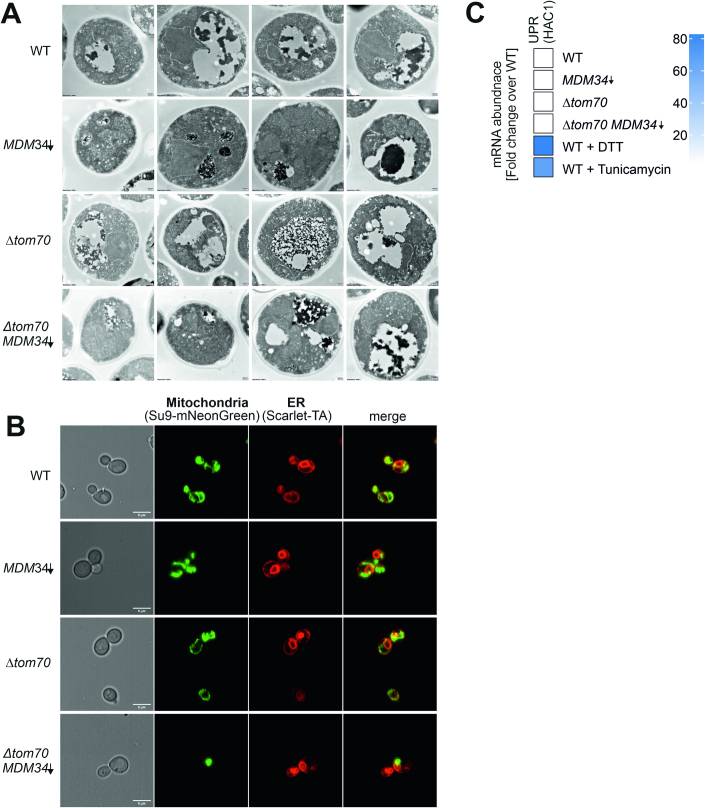 A
WT
MDM34↓
Δtom70
Δtom70
MDM34↓
C
UPR
(HAC1)
mRNA abundnace
[Fold change over WT]
WT
MDM34↓
Δtom70
Δtom70 MDM34↓
WT + DTT
WT + Tunicamycin
80
60
40
20
B
Mitochondria
(Su9-mNeonGreen)
ER
(Scarlet-TA)
merge
WT
MDM34↓
Δtom70
Δtom70
MDM34↓